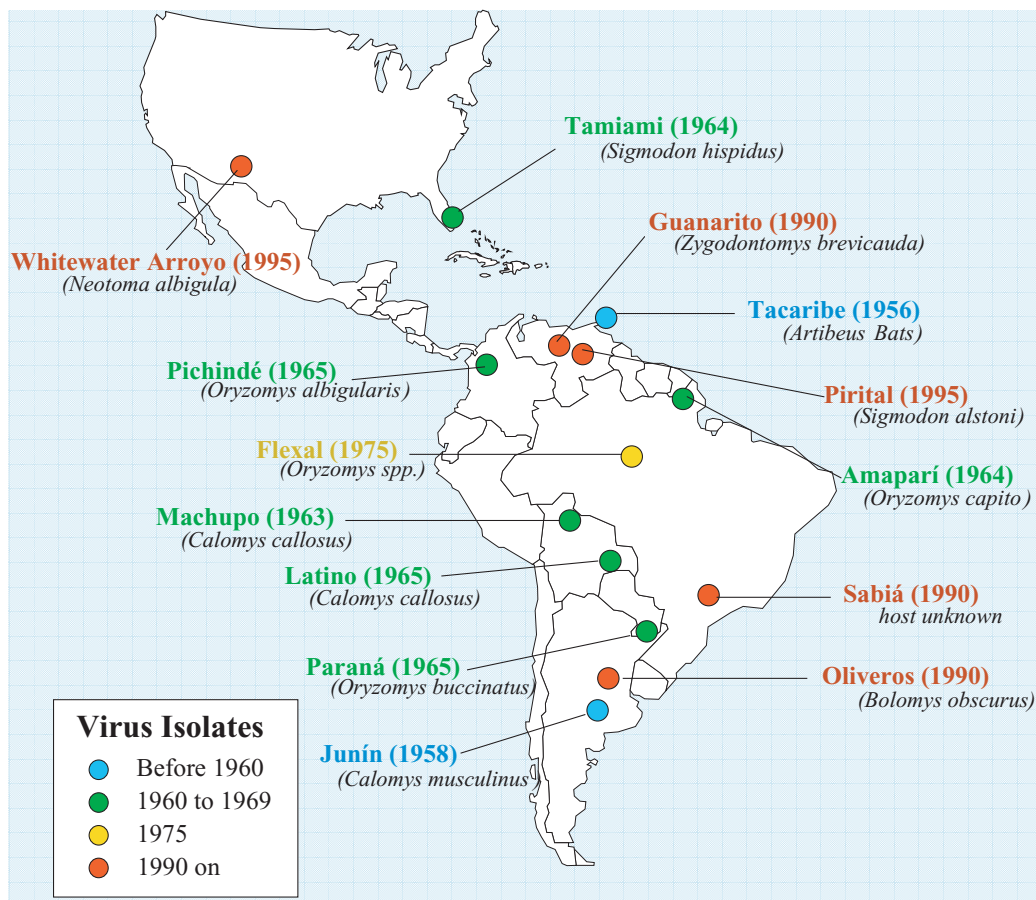 Tamiami (1964)
(Sigmodon hispidus)
Guanarito (1990)
(Zygodontomys brevicauda)
Whitewater Arroyo (1995)
(Neotoma albigula)
Tacaribe (1956)
(Artibeus Bats)
Pichindé (1965)
(Oryzomys albigularis)
Pirital (1995)
(Sigmodon alstoni)
Flexal (1975)
(Oryzomys spp.)
Amaparí (1964)
(Oryzomys capito)
Machupo (1963)
(Calomys callosus)
Latino (1965)
(Calomys callosus)
Sabiá (1990)
host unknown
Paraná (1965)
(Oryzomys buccinatus)
Oliveros (1990)
(Bolomys obscurus)
Junín (1958)
(Calomys musculinus)
Virus Isolates
Before 1960
1960 to 1969
1975
1990 on